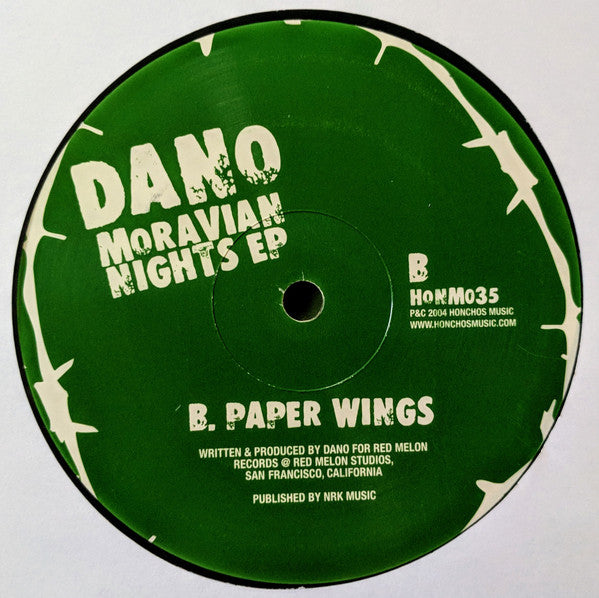 DANO
MORAVIAN
NIGHTS EP
B
HONM035
P&C 2004 HONCHOS MUSIC
WWW.HONCHOSMUSIC.COM
B. PAPER WINGS
WRITTEN & PRODUCED BY DANO FOR RED MELON
RECORDS @ RED MELON STUDIOS,
SAN FRANCISCO, CALIFORNIA
PUBLISHED BY NRK MUSIC